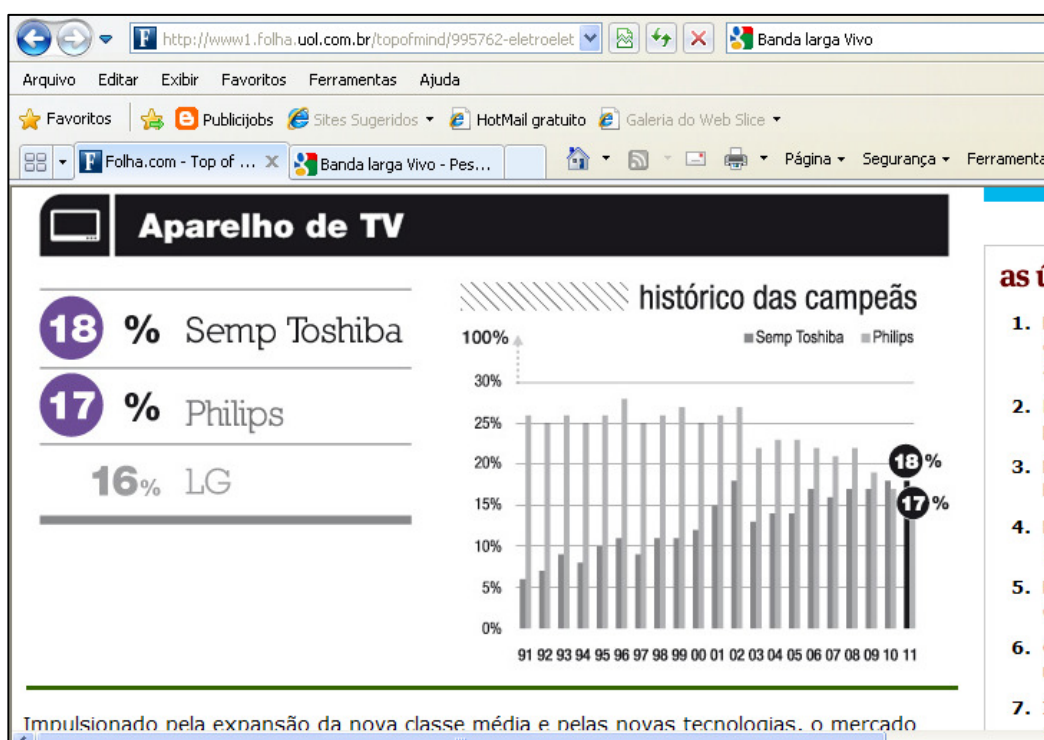 http://www1.folha.uol.com.br/topofmind/995762-eletroelet
Banda larga Vivo
Arquivo Editar Exibir Favoritos Ferramentas Ajuda
Favoritos Publicijobs Sites Sugeridos HotMail gratuito Galeria do Web Slice
Folha.com - Top of ... Banda larga Vivo - Pes... Página Segurança Ferramenta
Aparelho de TV
18 % Semp Toshiba
17 % Philips
16% LG
histórico das campeãs
Semp Toshiba Philips
100%
30%
25%
20%
15%
10%
5%
0%
18 %
17 %
91 92 93 94 95 96 97 98 99 00 01 02 03 04 05 06 07 08 09 10 11
as ú
1.
2.
3.
4.
5.
6.
7.
Impulsionado pela expansão da nova classe média e pelas novas tecnologias, o mercado